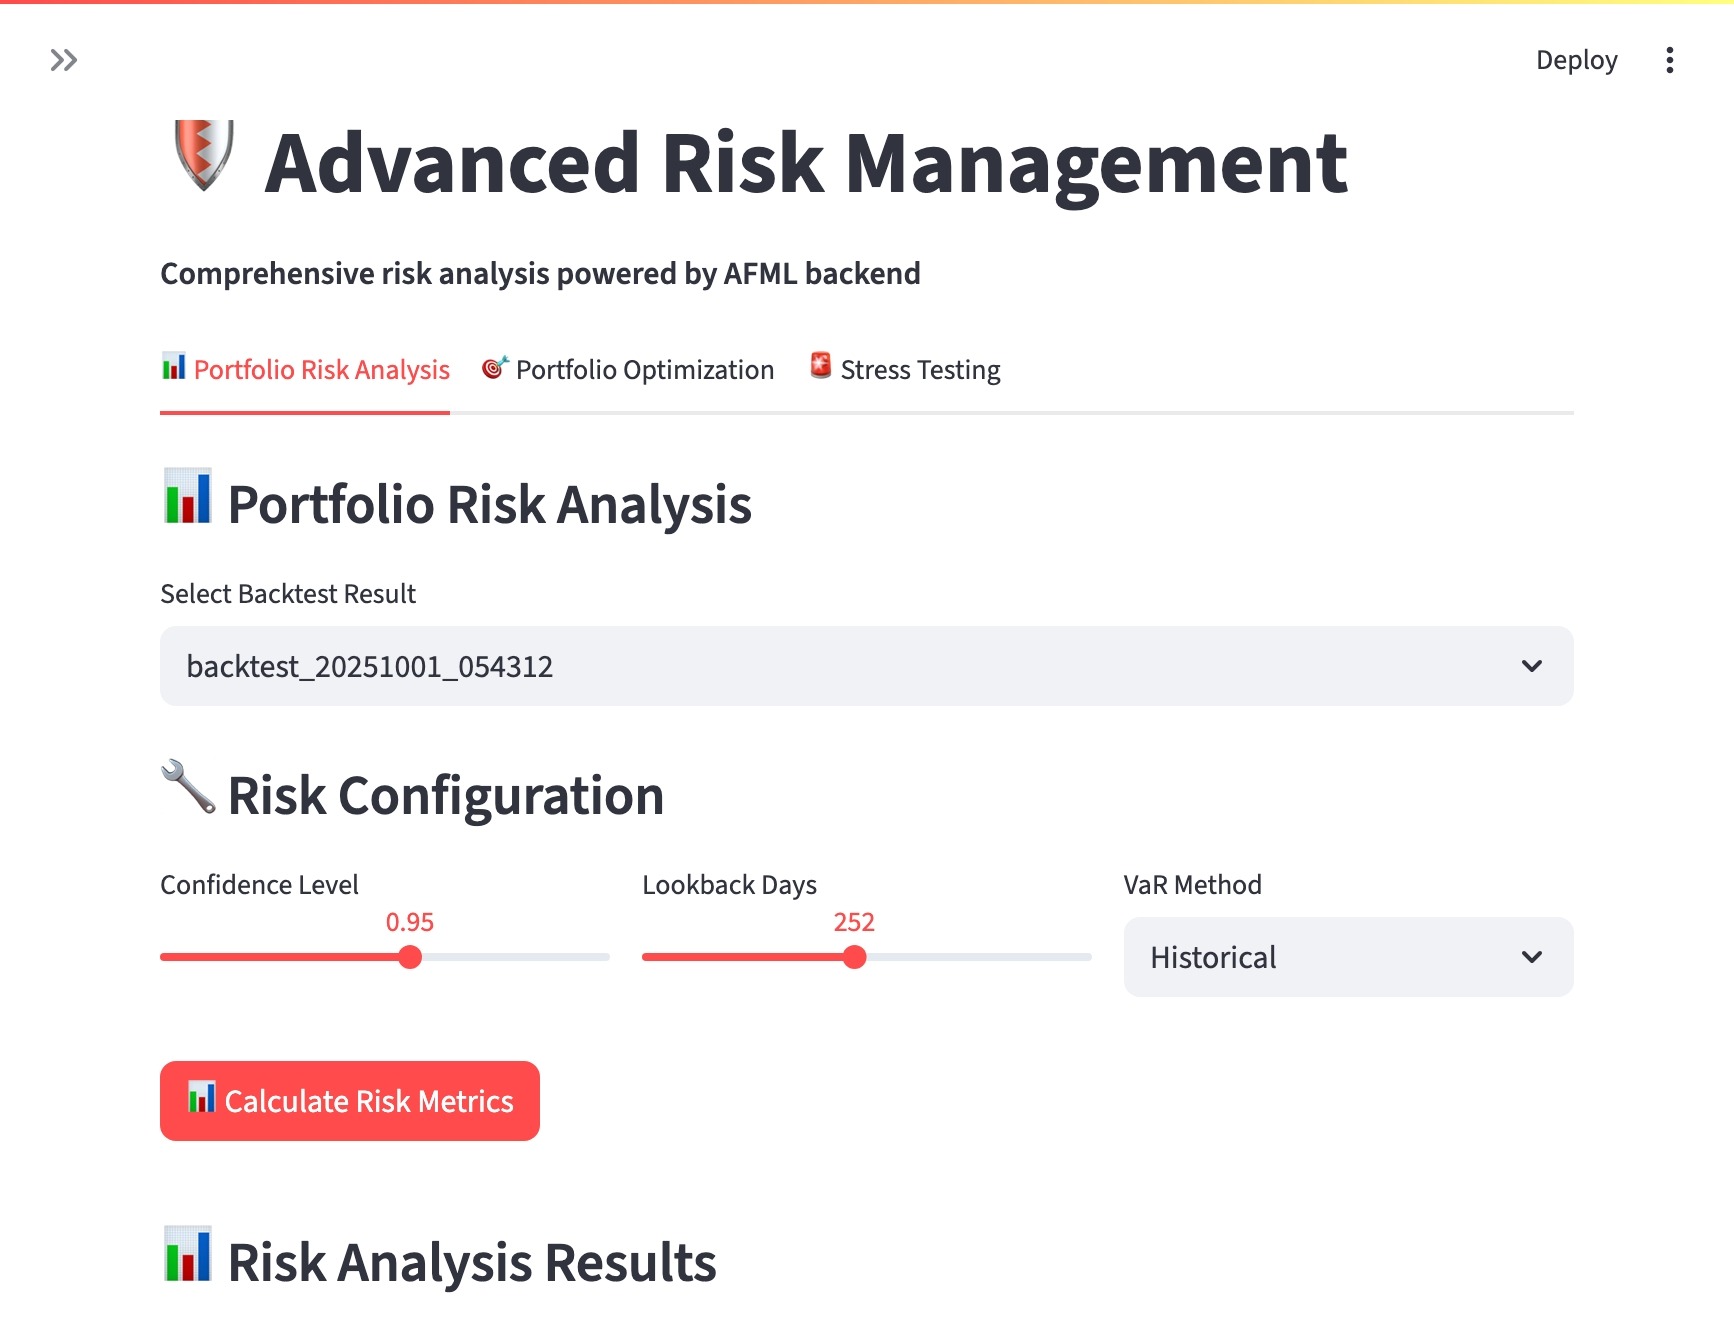 Deploy
Advanced Risk Management
Comprehensive risk analysis powered by AFML backend
Portfolio Risk Analysis Portfolio Optimization Stress Testing
Portfolio Risk Analysis
Select Backtest Result
backtest_20251001_054312
Risk Configuration
Confidence Level Lookback Days VaR Method
0.95 252
Historical
Calculate Risk Metrics
Risk Analysis Results